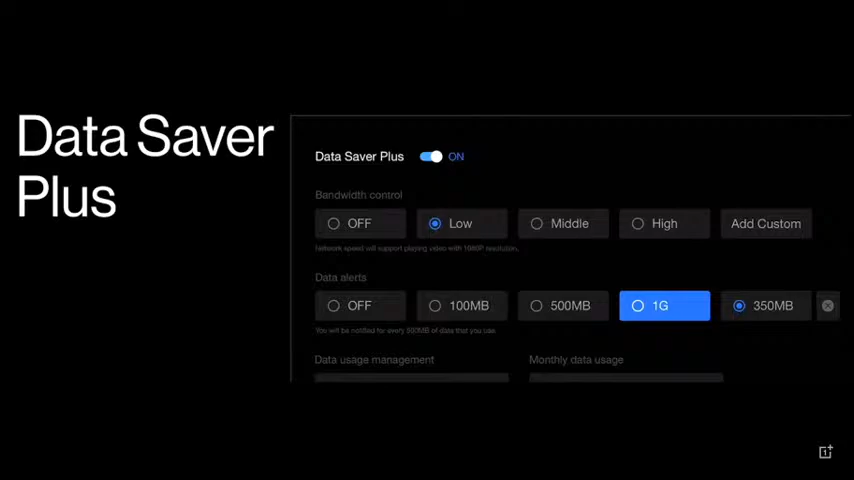 Data Saver
Plus
Data Saver Plus ON
Bandwidth control
OFF Low Middle High Add Custom
Network speed will support playing video with 1080P resolution.
Data alerts
OFF 100MB 500MB 1G 350MB
You will be notified for every 500MB of data that you use
Data usage management Monthly data usage